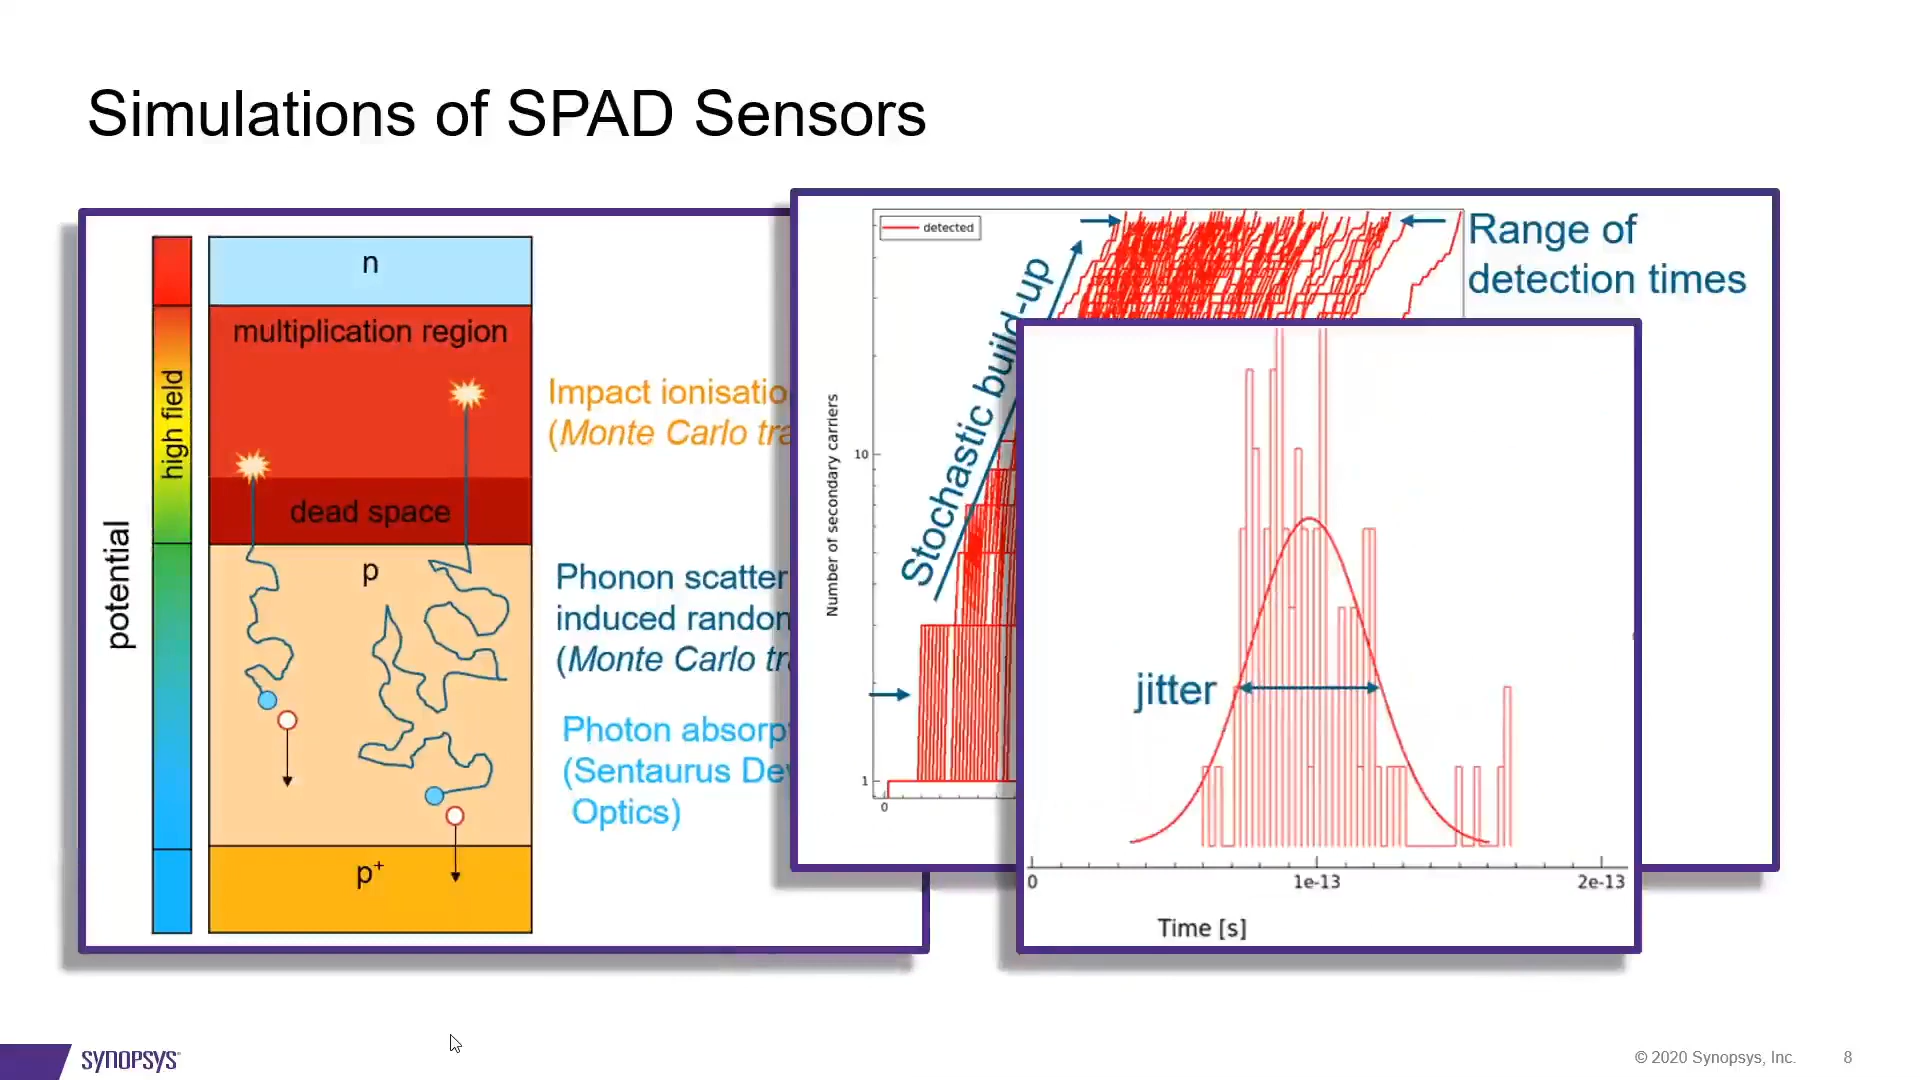 Simulations of SPAD Sensors
n
multiplication region
high field
dead space
potential
p
p+
Impact ionisatio
(Monte Carlo tra
Phonon scatter
induced random
(Monte Carlo tra
Photon absorp
(Sentaurus Dev
Optics)
detected
Range of
detection times
Stochastic build-up
Number of secondary carriers
10
1
0
jitter
0
1e-13
2e-13
Time [s]
SYNOPSYS
© 2020 Synopsys, Inc.
8